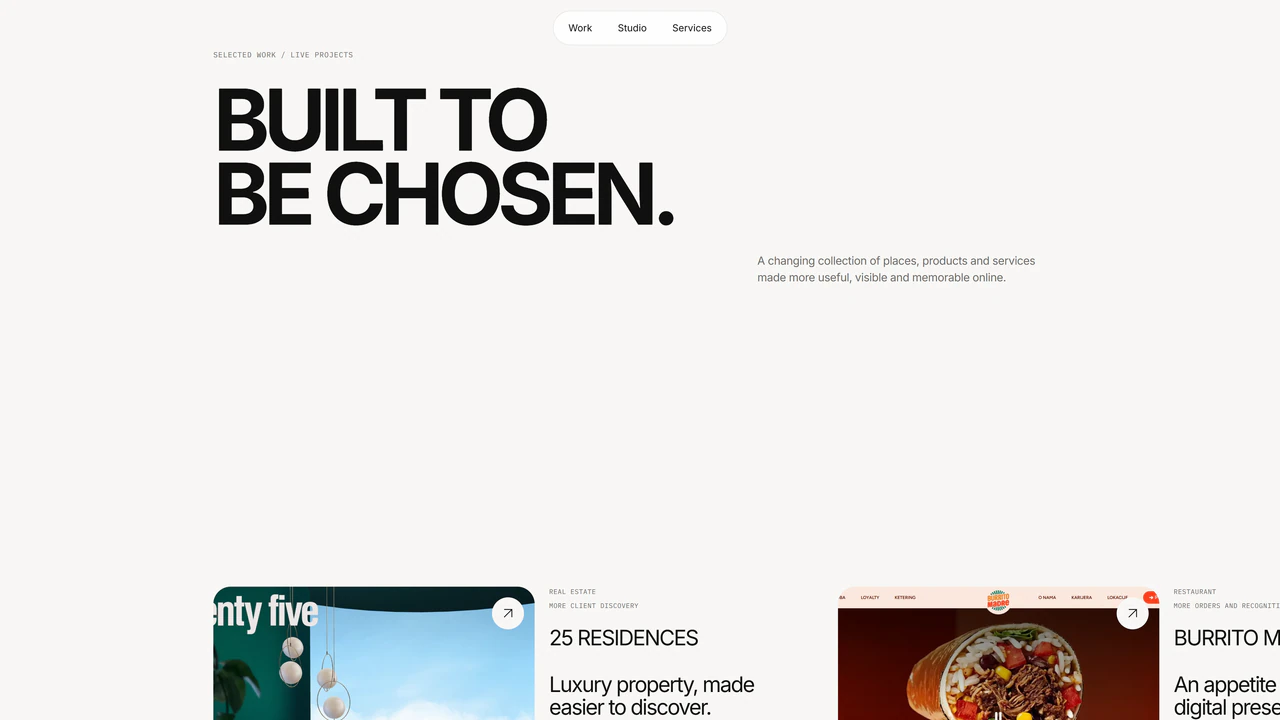 Work Studio Services
SELECTED WORK / LIVE PROJECTS
BUILT TO
BE CHOSEN.
A changing collection of places, products and services
made more useful, visible and memorable online.
enty five
REAL ESTATE
MORE CLIENT DISCOVERY
25 RESIDENCES
Luxury property, made
easier to discover.
LOYALTY KETERING
BURRITO
MADRE
O NAMA KARIJERA LOKACIJE
RESTAURANT
MORE ORDERS AND RECOGNITI
BURRITO M
An appetite
digital prese